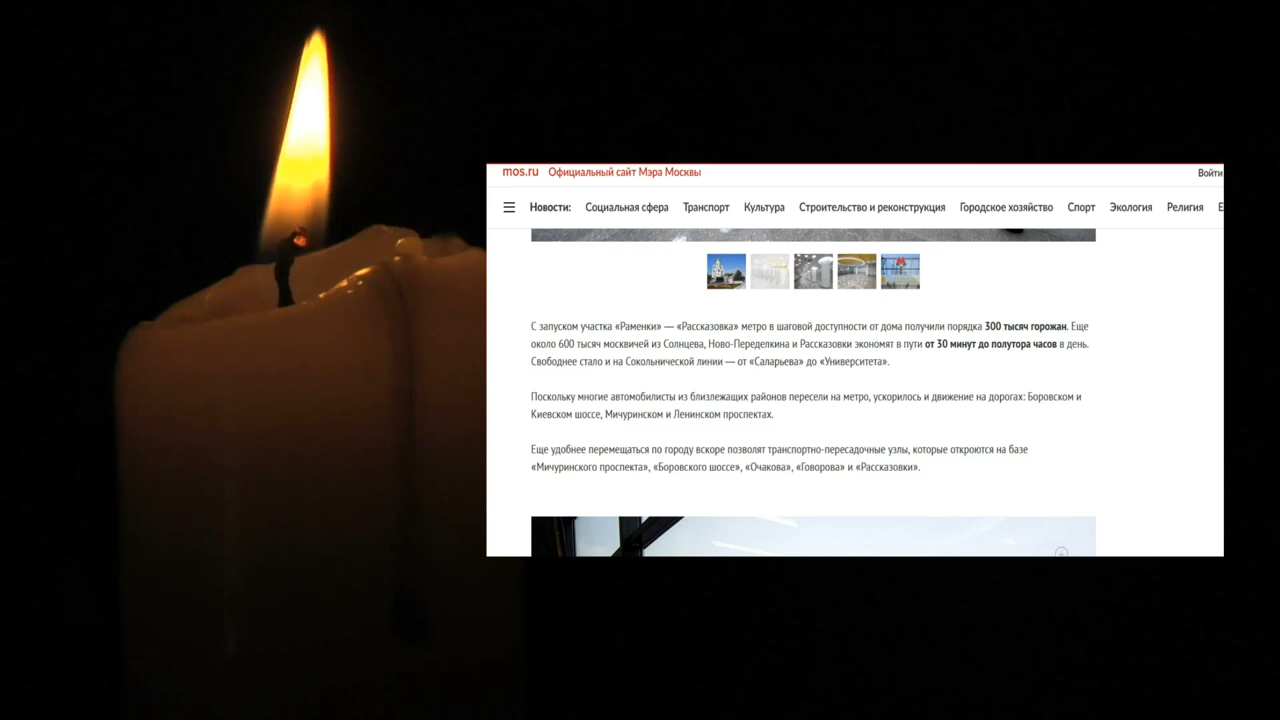 mos.ru Официальный сайт Мэра Москвы Войти
Новости: Социальная сфера Транспорт Культура Строительство и реконструкция Городское хозяйство Спорт Экология Религия
С запуском участка «Раменки» — «Рассказовка» метро в шаговой доступности от дома получили порядка 300 тысяч горожан. Еще
около 600 тысяч москвичей из Солнцева, Ново-Переделкина и Рассказовки экономят в пути от 30 минут до полутора часов в день.
Свободнее стало и на Сокольнической линии — от «Саларьева» до «Университета».
Поскольку многие автомобилисты из близлежащих районов пересели на метро, ускорилось и движение на дорогах: Боровском и
Киевском шоссе, Мичуринском и Ленинском проспектах.
Еще удобнее перемещаться по городу вскоре позволят транспортно-пересадочные узлы, которые откроются на базе
«Мичуринского проспекта», «Боровского шоссе», «Очакова», «Говорова» и «Рассказовки».